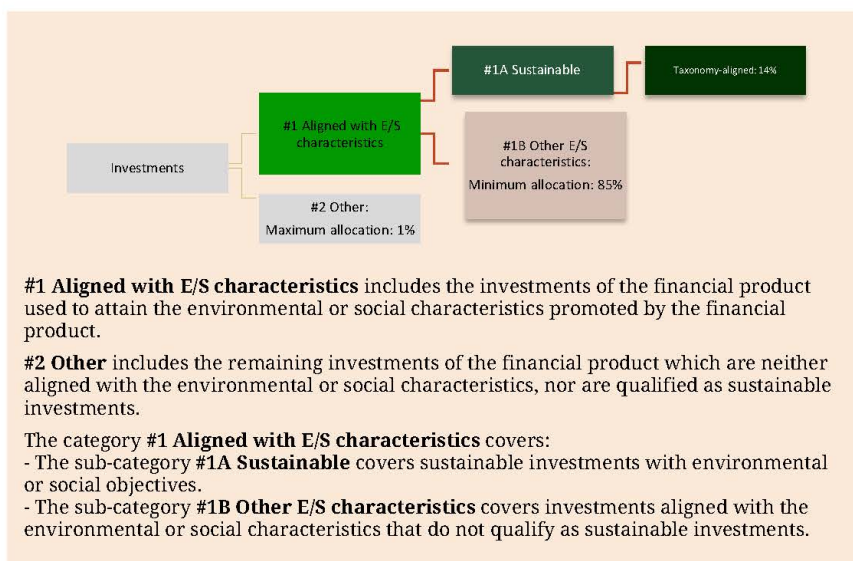 #1A Sustainable
Taxonomy-aligned: 14%
#1 Aligned with E/S
characteristics
#1B Other E/S
characteristics:
Minimum allocation: 85%
Investments
#2 Other:
Maximum allocation: 1%
#1 Aligned with E/S characteristics includes the investments of the financial product
used to attain the environmental or social characteristics promoted by the financial
product.
#2 Other includes the remaining investments of the financial product which are neither
aligned with the environmental or social characteristics, nor are qualified as sustainable
investments.
The category #1 Aligned with E/S characteristics covers:
- The sub-category #1A Sustainable covers sustainable investments with environmental
or social objectives.
- The sub-category #1B Other E/S characteristics covers investments aligned with the
environmental or social characteristics that do not qualify as sustainable investments.